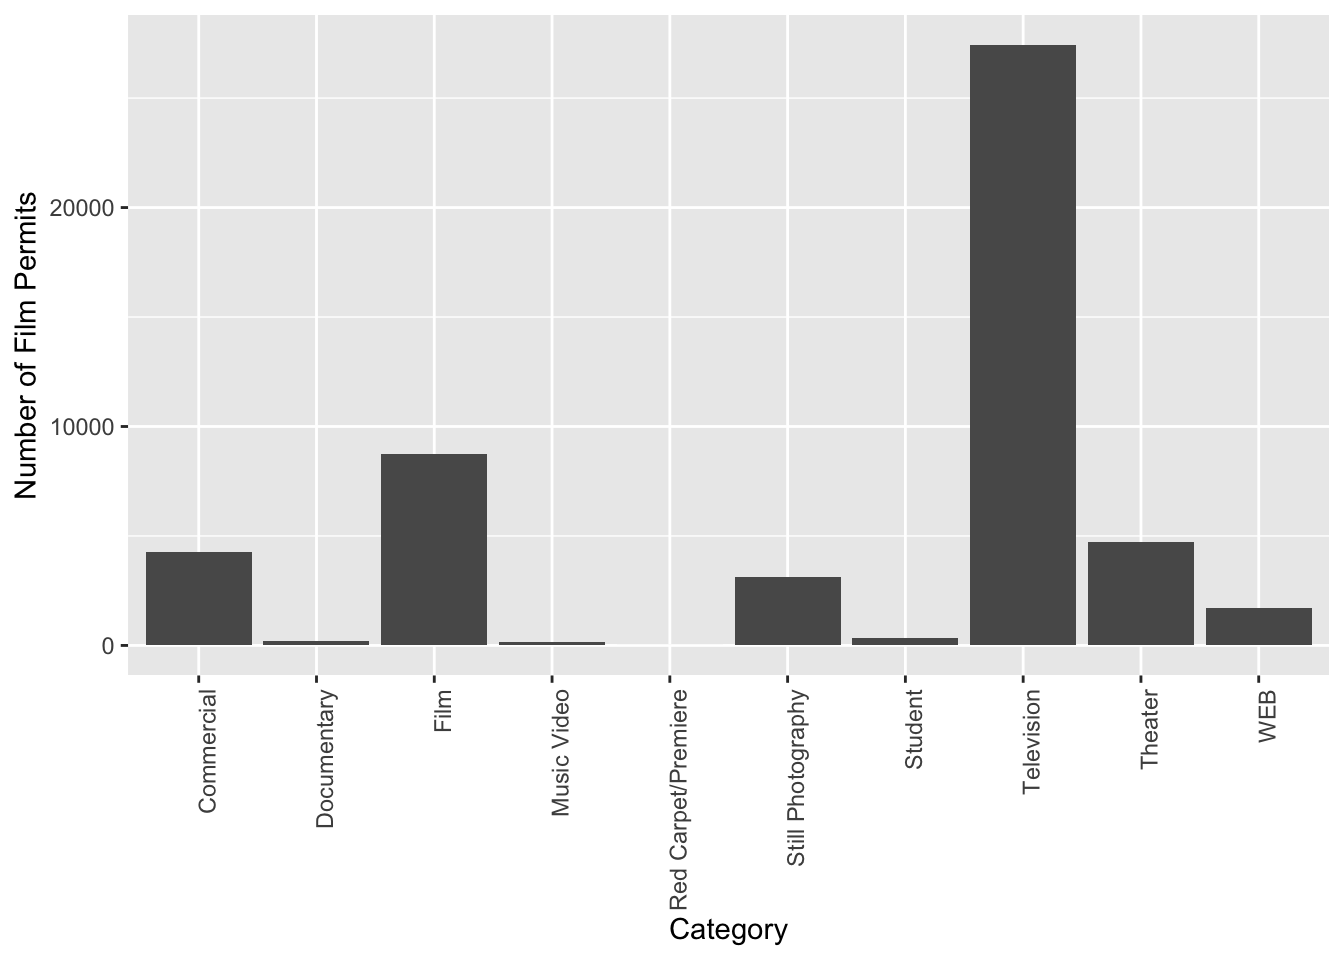 Number of Film Permits
20000
10000
0
Commercial
Documentary
Film
Music Video
Red Carpet/Premiere
Still Photography
Student
Television
Theater
WEB
Category